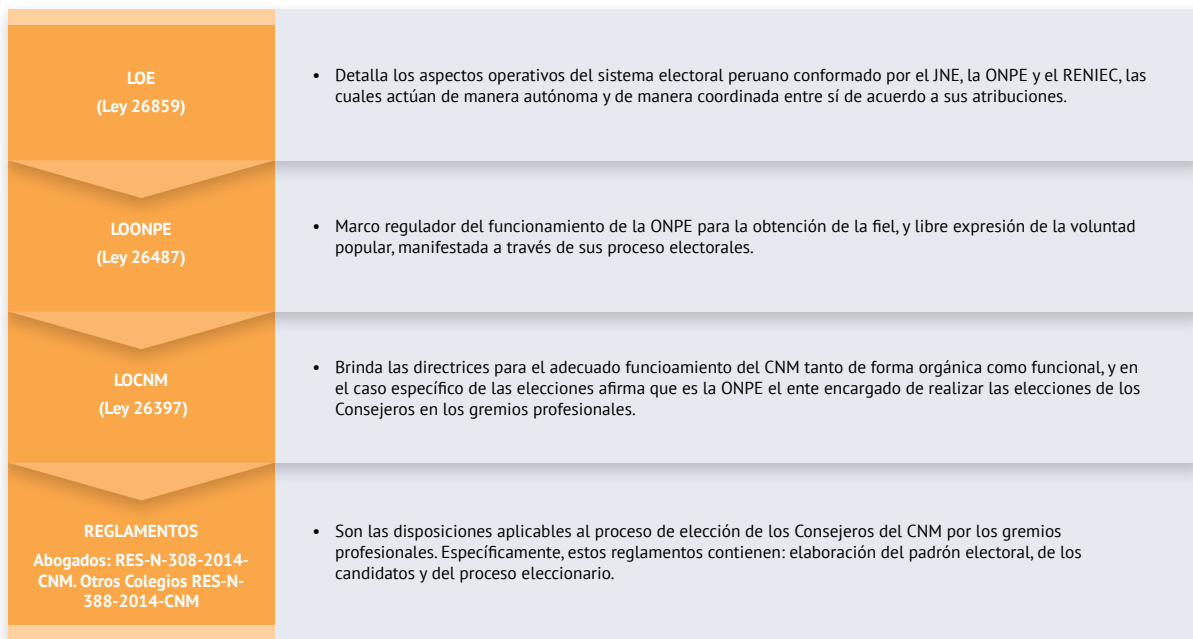 LOE
(Ley 26859)
• Detalla los aspectos operativos del sistema electoral peruano conformado por el JNE, la ONPE y el RENIEC, las
cuales actúan de manera autónoma y de manera coordinada entre sí de acuerdo a sus atribuciones.
LOONPE
(Ley 26487)
• Marco regulador del funcionamiento de la ONPE para la obtención de la fiel, y libre expresión de la voluntad
popular, manifestada a través de sus proceso electorales.
LOCNM
(Ley 26397)
• Brinda las directrices para el adecuado funcioamiento del CNM tanto de forma orgánica como funcional, y en
el caso específico de las elecciones afirma que es la ONPE el ente encargado de realizar las elecciones de los
Consejeros en los gremios profesionales.
REGLAMENTOS
Abogados: RES-N-308-2014-
CNM. Otros Colegios RES-N-
388-2014-CNM
• Son las disposiciones aplicables al proceso de elección de los Consejeros del CNM por los gremios
profesionales. Específicamente, estos reglamentos contienen: elaboración del padrón electoral, de los
candidatos y del proceso eleccionario.